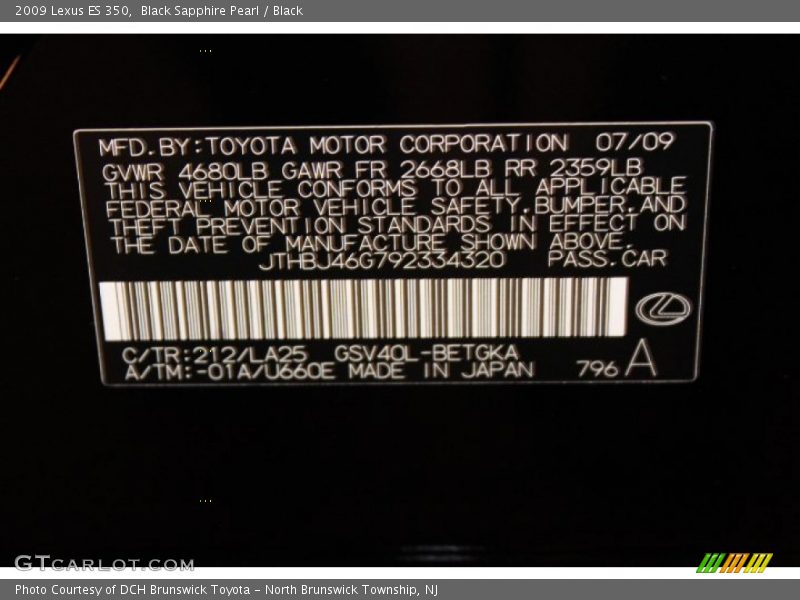 2009 Lexus ES 350, Black Sapphire Pearl / Black
MFD.BY:TOYOTA MOTOR CORPORATION 07/09
GVWR 4680LB GAWR FR 2668LB RR 2359LB
THIS VEHICLE CONFORMS TO ALL APPLICABLE
FEDERAL MOTOR VEHICLE SAFETY,BUMPER,AND
THEFT PREVENTION STANDARDS IN EFFECT ON
THE DATE OF MANUFACTURE SHOWN ABOVE.
JTHBJ46G792334320 PASS.CAR
C/TR:212/LA25 GSV40L-BETGKA
A/TM:-01A/U660E MADE IN JAPAN 796 A
GTCARLOT.COM
Photo Courtesy of DCH Brunswick Toyota - North Brunswick Township, NJ